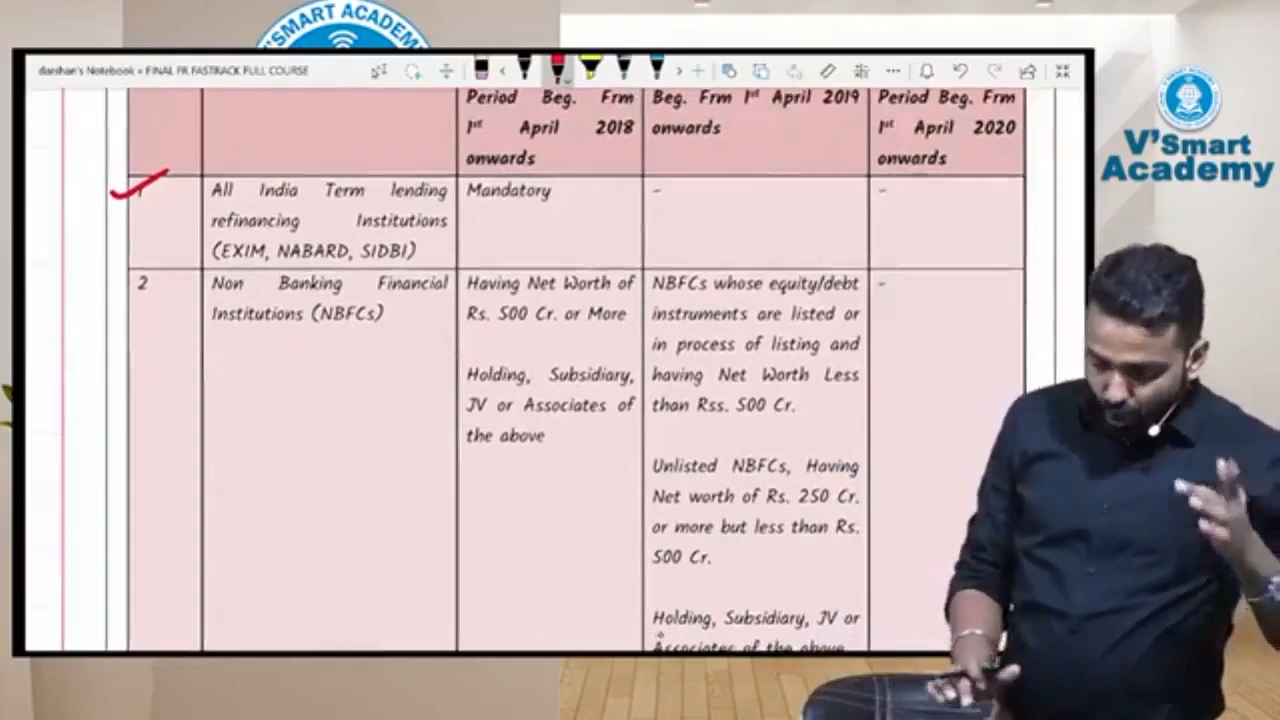 SMART ACADEMY
darshan's Notebook » FINAL FR FASTRACK FULL COURSE
V'Smart
Academy
Period Beg. Frm
1st April 2018
onwards
Beg. Frm 1st April 2019
onwards
Period Beg. Frm
1st April 2020
onwards
All India Term lending
refinancing Institutions
(EXIM, NABARD, SIDBI)
Mandatory
-
-
2
Non Banking Financial
Institutions (NBFCs)
Having Net Worth of
Rs. 500 Cr. or More
Holding, Subsidiary,
JV or Associates of
the above
NBFCs whose equity/debt
instruments are listed or
in process of listing and
having Net Worth Less
than Rss. 500 Cr.
Unlisted NBFCs, Having
Net worth of Rs. 250 Cr.
or more but less than Rs.
500 Cr.
Holding, Subsidiary, JV or
Associates of the above
-